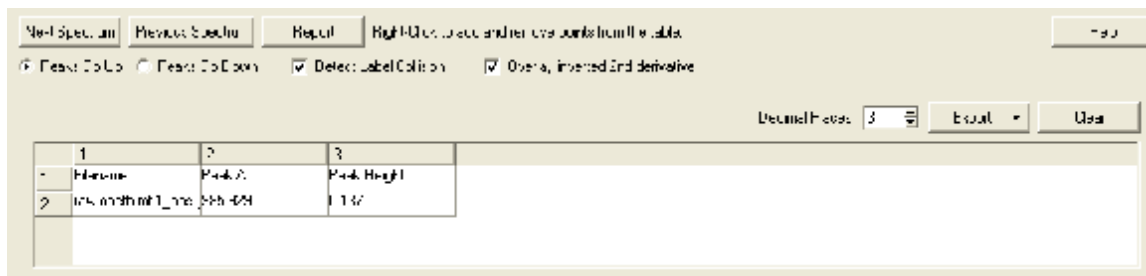 Next Spectrum Previous Spectru Report Right-Click to add and remove points from the table. Help
Peaks Go Up Peaks Go Down Detect Label Collision Overlay inverted 2nd derivative
Decimal Places 3 Export Clear
1 2 3
1 Filename Peak X Peak Height
2